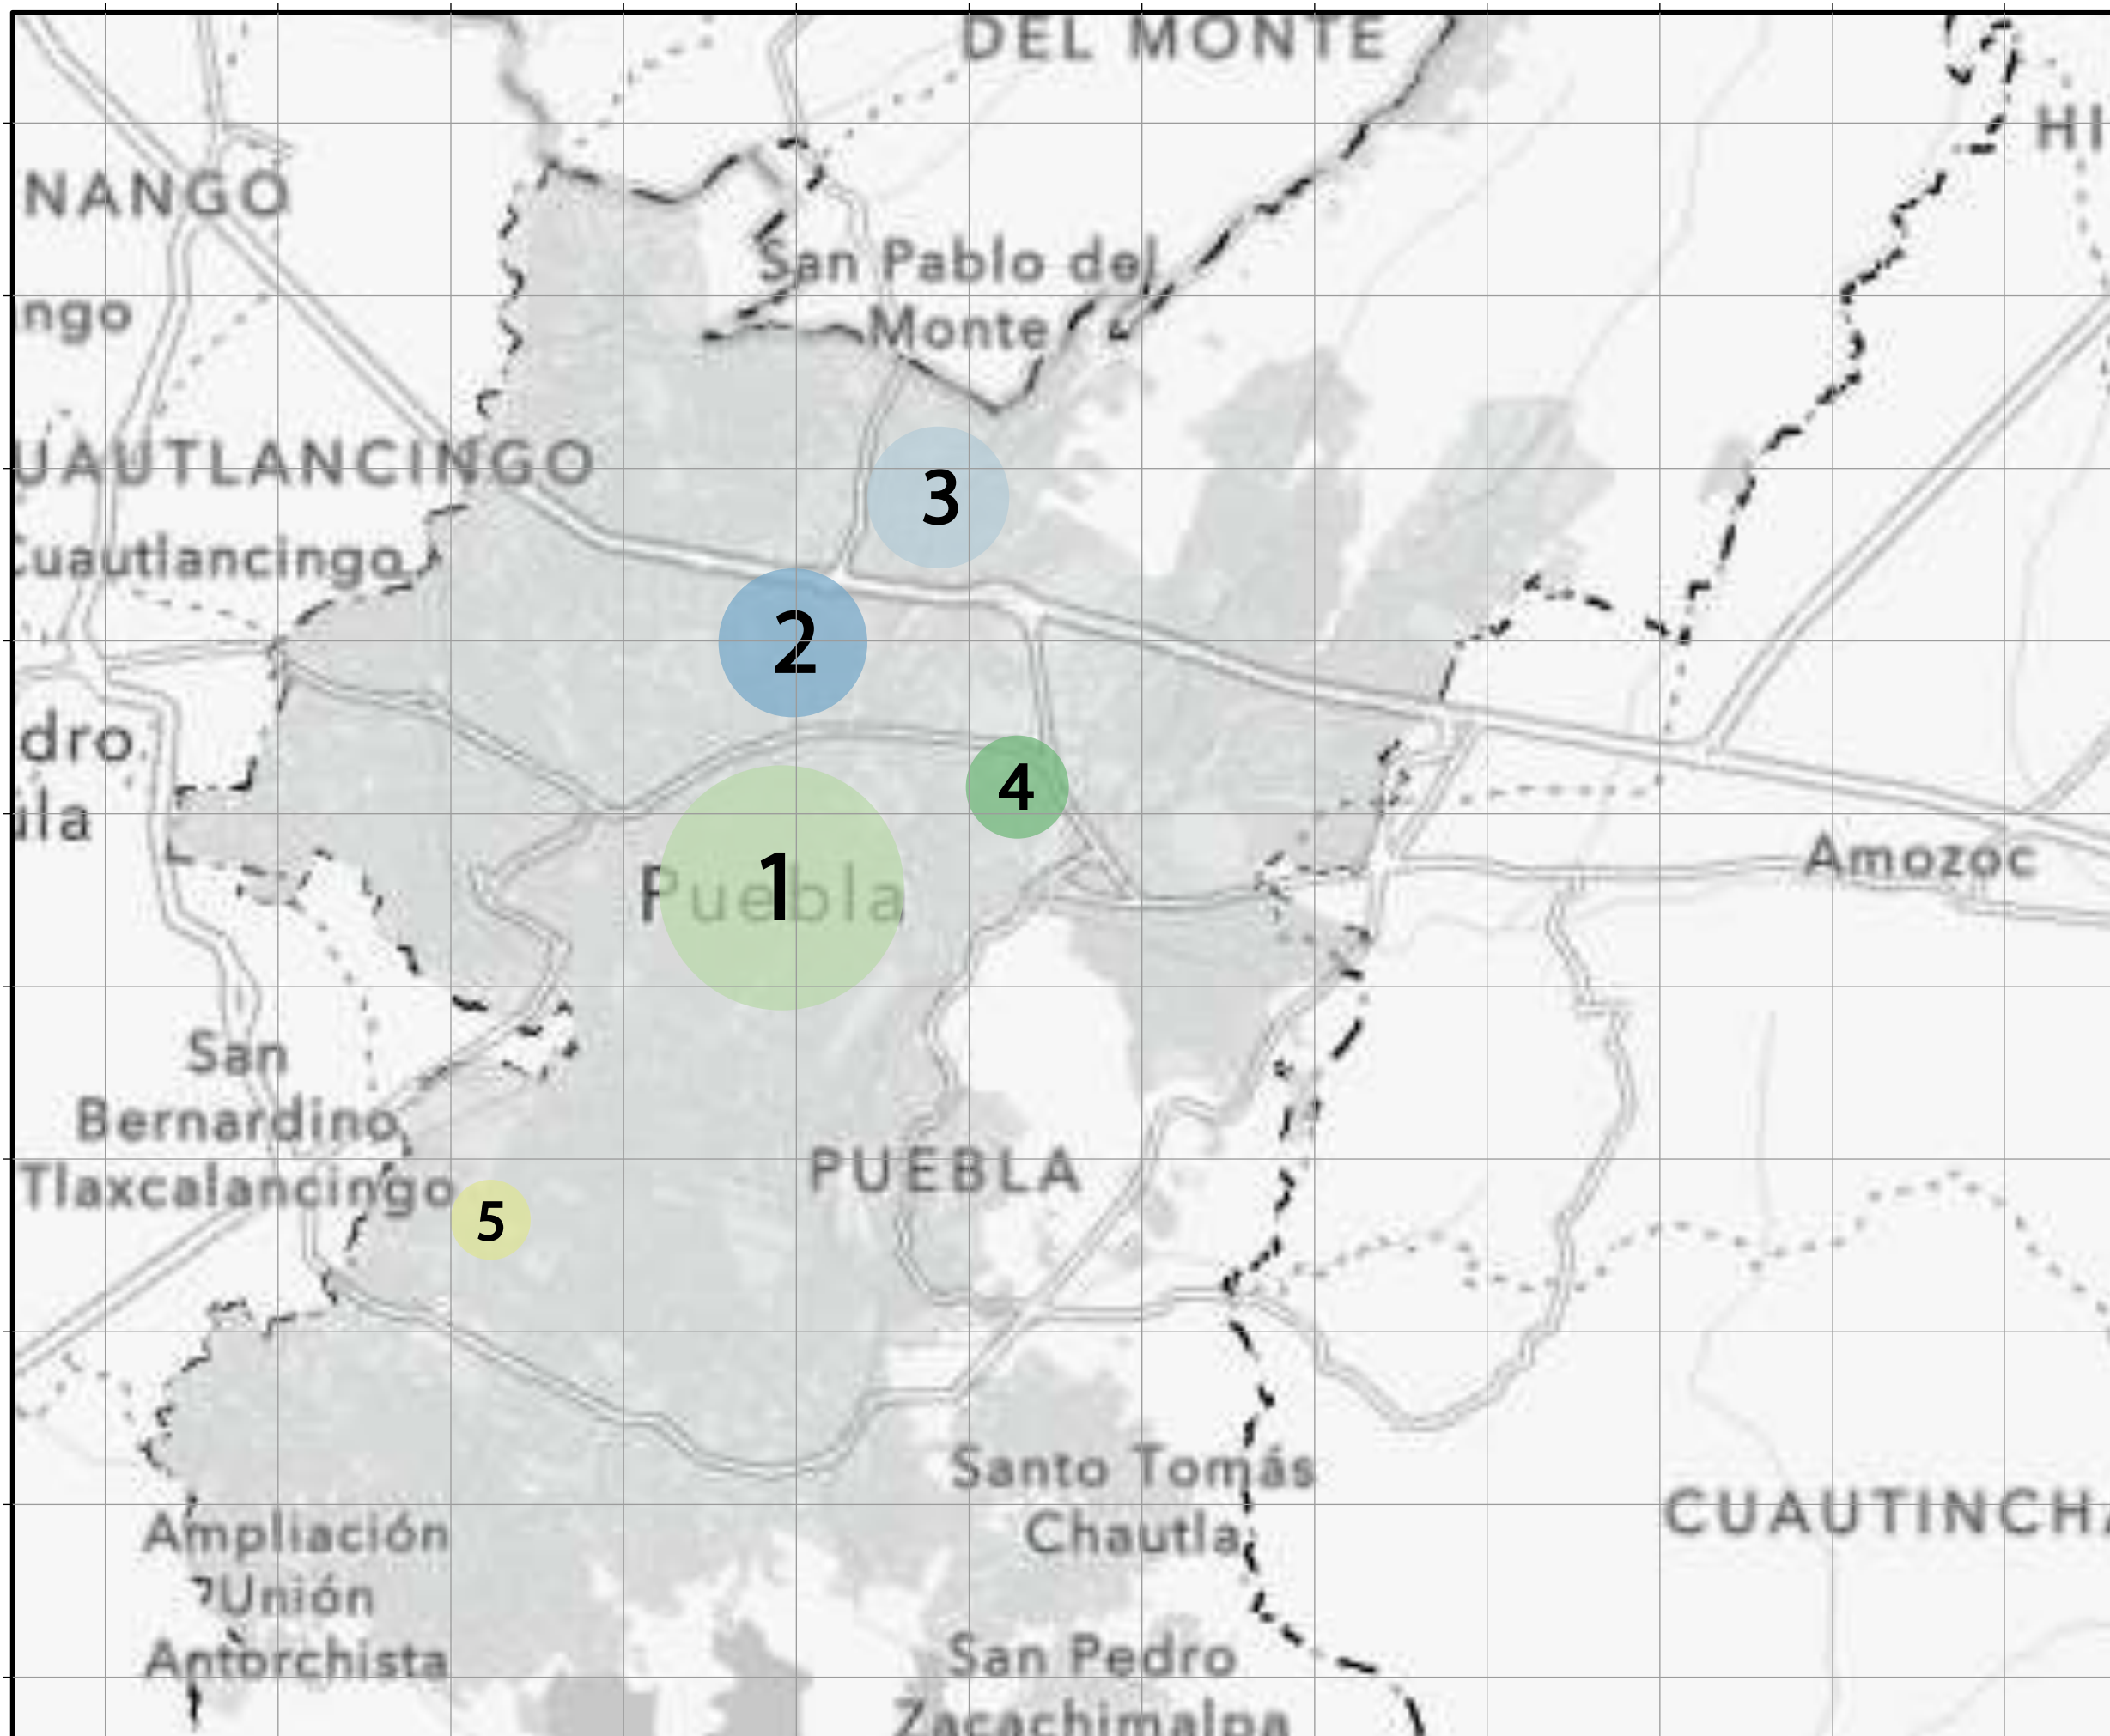 DEL MONTE
HI
NANGO
San Pablo del
Monte
ngo
UAUTLANCINGO
3
Cuautlancingo
2
dro
4
ula
Amozoc
1
Puebla
San
Bernardino
Tlaxcalancingo
PUEBLA
5
Santo Tomás
Chautla
CUAUTINCHA
Ampliación
Unión
Antorchista
San Pedro
Zacachimalpa